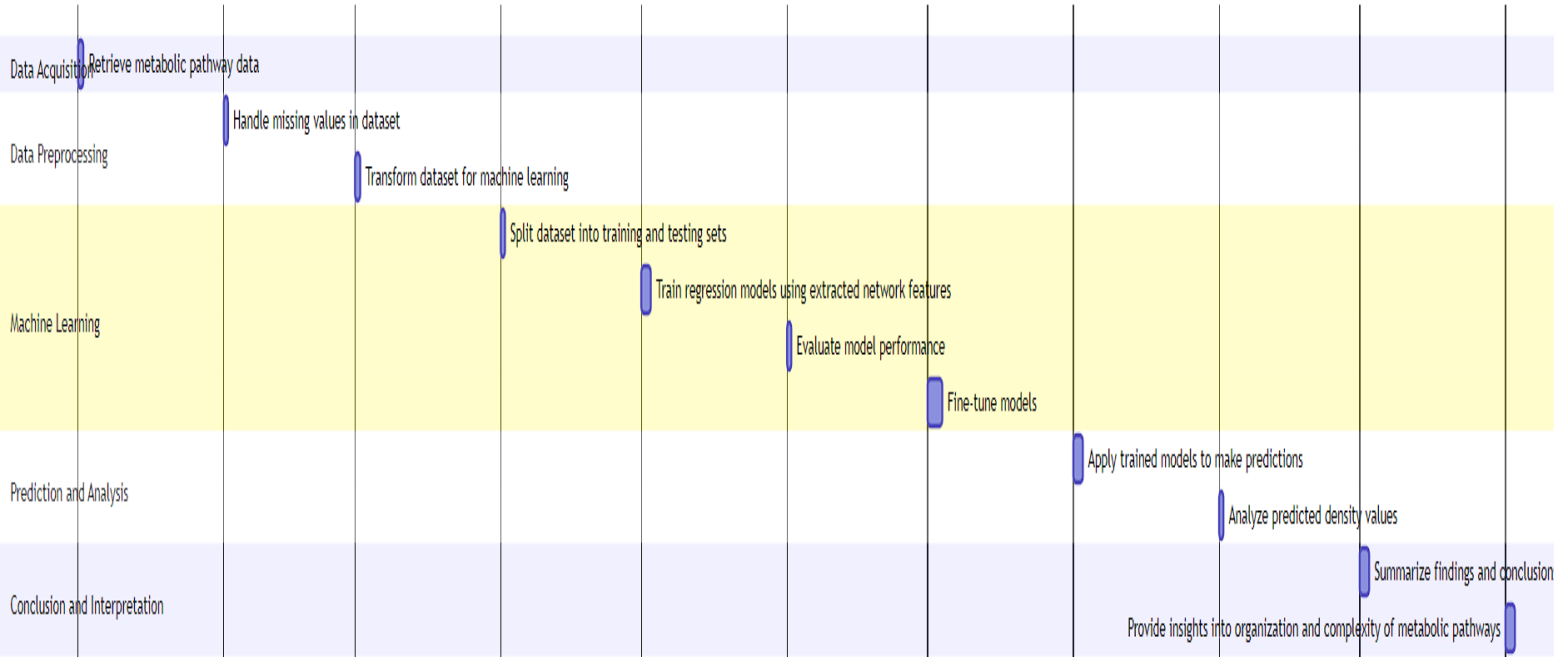 Data Acquisition
Retrieve metabolic pathway data
Handle missing values in dataset
Data Preprocessing
Transform dataset for machine learning
Split dataset into training and testing sets
Train regression models using extracted network features
Machine Learning
Evaluate model performance
Fine-tune models
Apply trained models to make predictions
Prediction and Analysis
Analyze predicted density values
Summarize findings and conclusion
Conclusion and Interpretation
Provide insights into organization and complexity of metabolic pathways